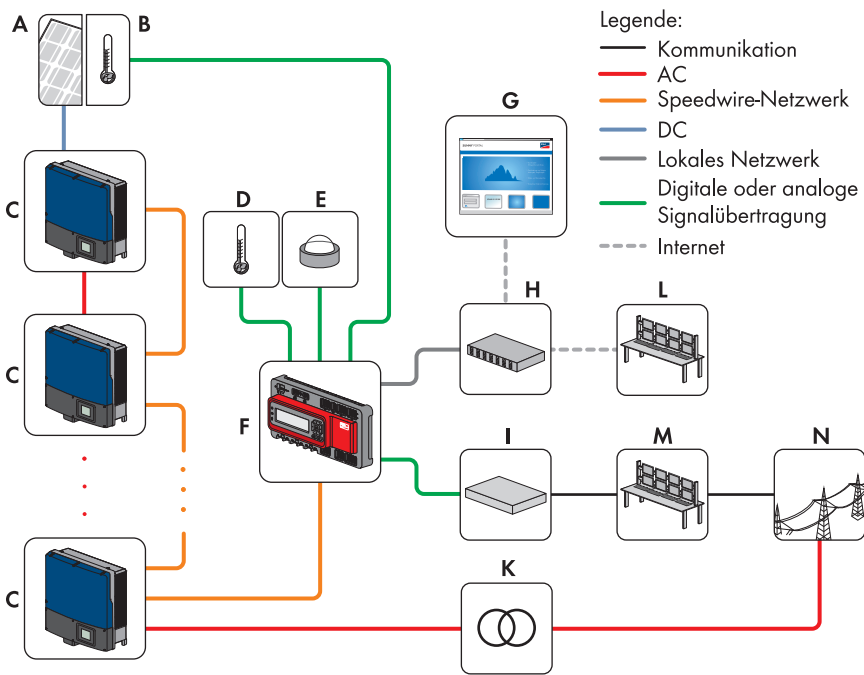 A
B
Legende:
Kommunikation
AC
Speedwire-Netzwerk
DC
Lokales Netzwerk
Digitale oder analoge
Signalübertragung
Internet
G
C
D
E
H
L
C
F
I
M
N
C
K